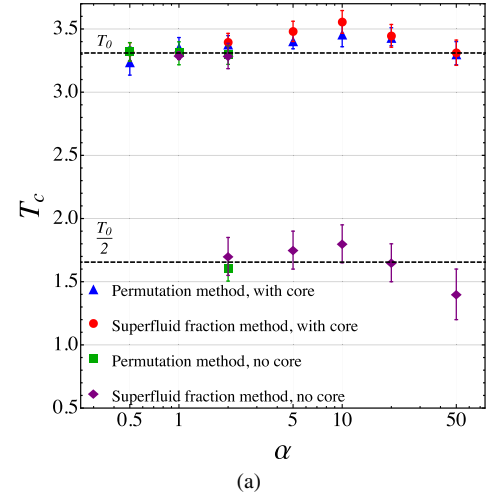 3.5
T₀
3.0
2.5
T_c
2.0
T₀
2
1.5
Permutation method, with core
Superfluid fraction method, with core
1.0
Permutation method, no core
Superfluid fraction method, no core
0.5
0.5 1 5 10 50
α
(a)